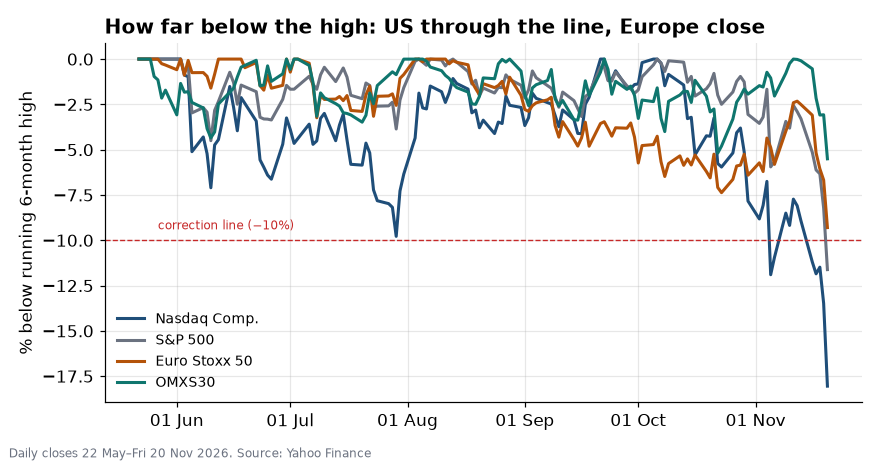 How far below the high: US through the line, Europe close
% below running 6-month high
0.0
−2.5
−5.0
−7.5
−10.0
−12.5
−15.0
−17.5
correction line (−10%)
Nasdaq Comp.
S&P 500
Euro Stoxx 50
OMXS30
01 Jun
01 Jul
01 Aug
01 Sep
01 Oct
01 Nov
Daily closes 22 May–Fri 20 Nov 2026. Source: Yahoo Finance